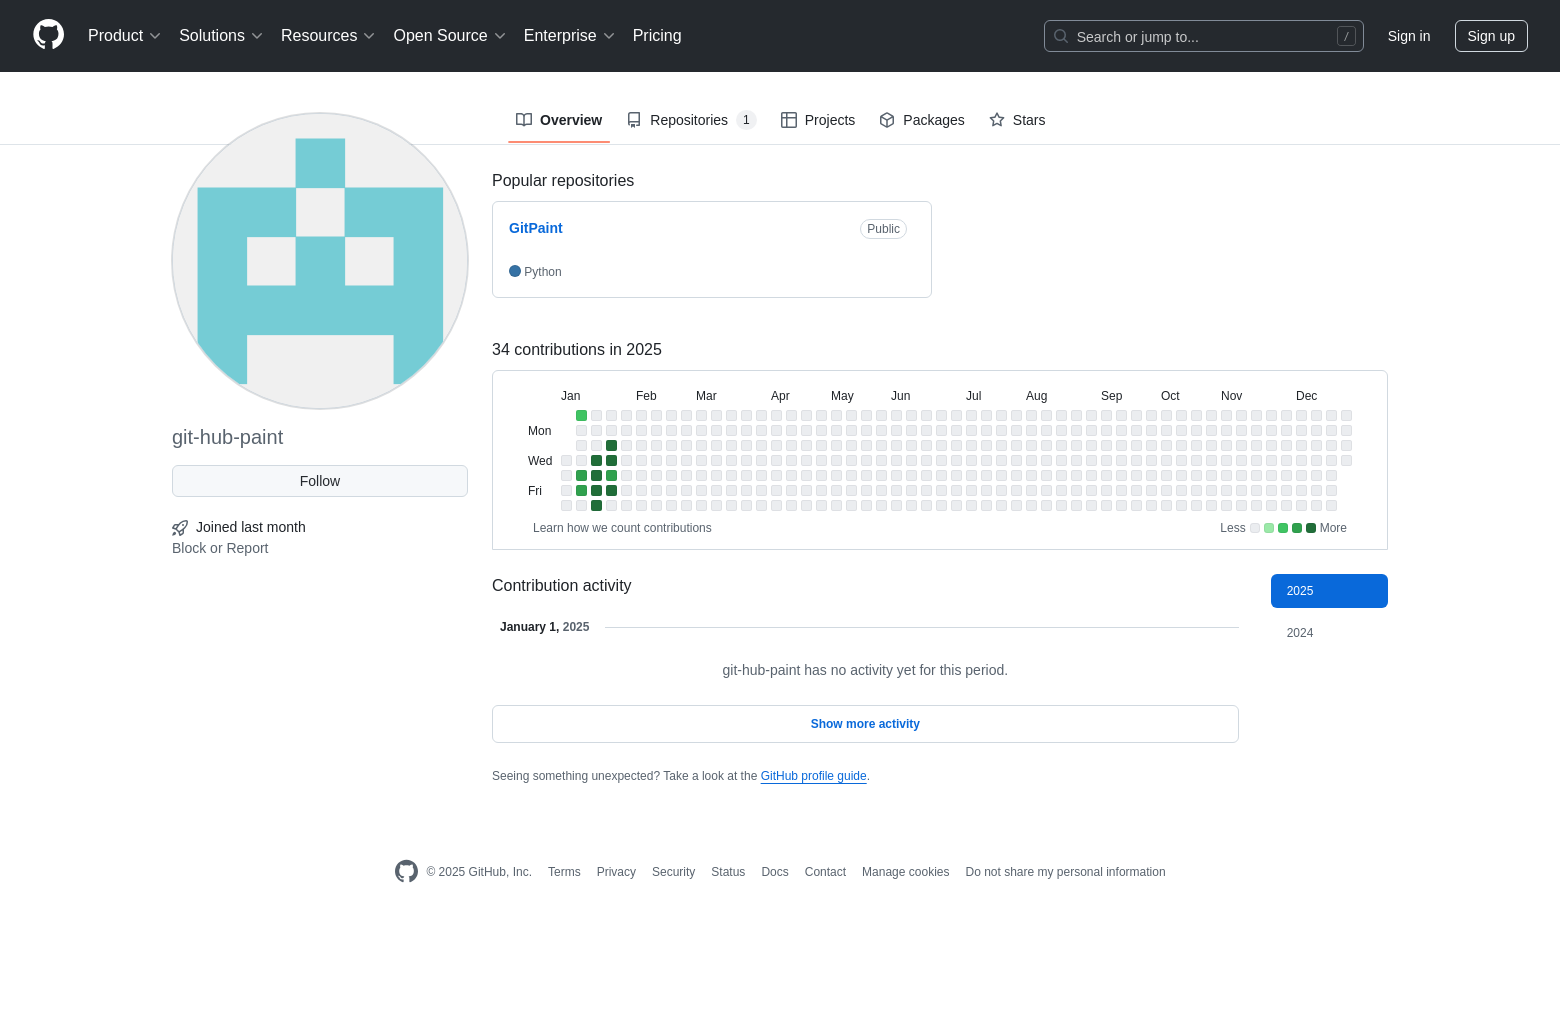 Product Solutions Resources Open Source Enterprise Pricing Search or jump to... / Sign in Sign up
Overview Repositories 1 Projects Packages Stars
Popular repositories
GitPaint Public
Python
34 contributions in 2025
Jan Feb Mar Apr May Jun Jul Aug Sep Oct Nov Dec
Mon
Wed
Fri
Learn how we count contributions Less More
git-hub-paint
Follow
Joined last month
Block or Report
Contribution activity
2025
2024
January 1, 2025
git-hub-paint has no activity yet for this period.
Show more activity
Seeing something unexpected? Take a look at the GitHub profile guide.
© 2025 GitHub, Inc. Terms Privacy Security Status Docs Contact Manage cookies Do not share my personal information